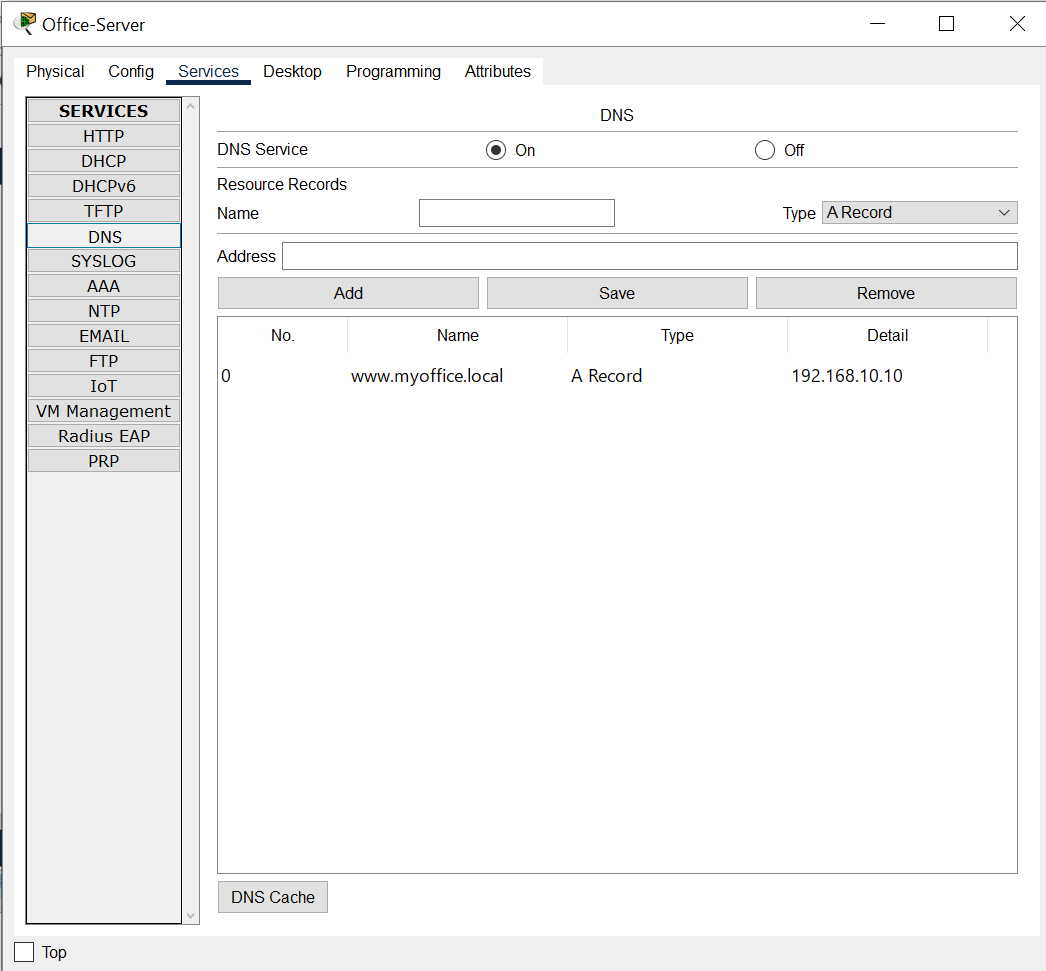 Office-Server
Physical Config Services Desktop Programming Attributes
SERVICES
HTTP
DHCP
DHCPv6
TFTP
DNS
SYSLOG
AAA
NTP
EMAIL
FTP
IoT
VM Management
Radius EAP
PRP
DNS
DNS Service On Off
Resource Records
Name Type A Record
Address
Add Save Remove
No. Name Type Detail
0 www.myoffice.local A Record 192.168.10.10
DNS Cache
Top